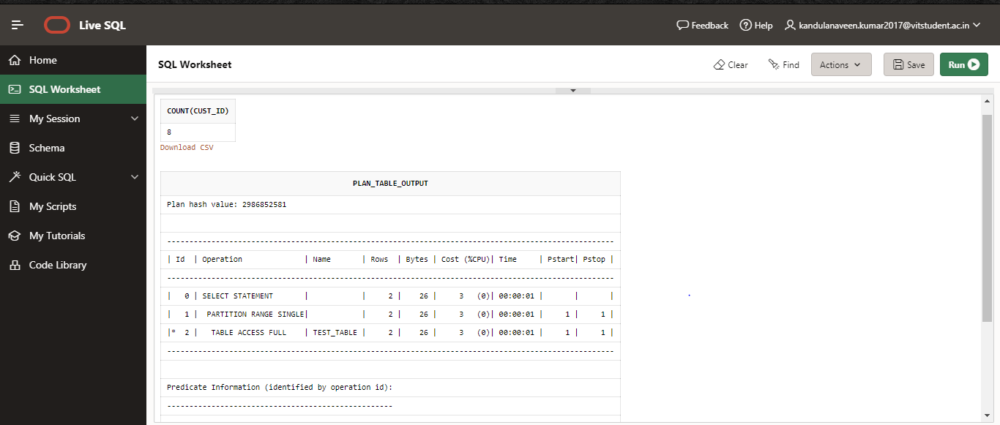 Live SQL
Feedback
Help
kandulanaveen.kumar2017@vitstudent.ac.in
Home
SQL Worksheet
My Session
Schema
Quick SQL
My Scripts
My Tutorials
Code Library
SQL Worksheet
Clear
Find
Actions
Save
Run
COUNT(CUST_ID)
8
Download CSV
PLAN_TABLE_OUTPUT
Plan hash value: 2986852581
-----------------------------------------------------------------------------------------------------
| Id | Operation | Name | Rows | Bytes | Cost (%CPU)| Time | Pstart| Pstop |
-----------------------------------------------------------------------------------------------------
| 0 | SELECT STATEMENT | | 2 | 26 | 3 (0)| 00:00:01 | | |
| 1 | PARTITION RANGE SINGLE| | 2 | 26 | 3 (0)| 00:00:01 | 1 | 1 |
|* 2 | TABLE ACCESS FULL | TEST_TABLE | 2 | 26 | 3 (0)| 00:00:01 | 1 | 1 |
-----------------------------------------------------------------------------------------------------
Predicate Information (identified by operation id):
---------------------------------------------------